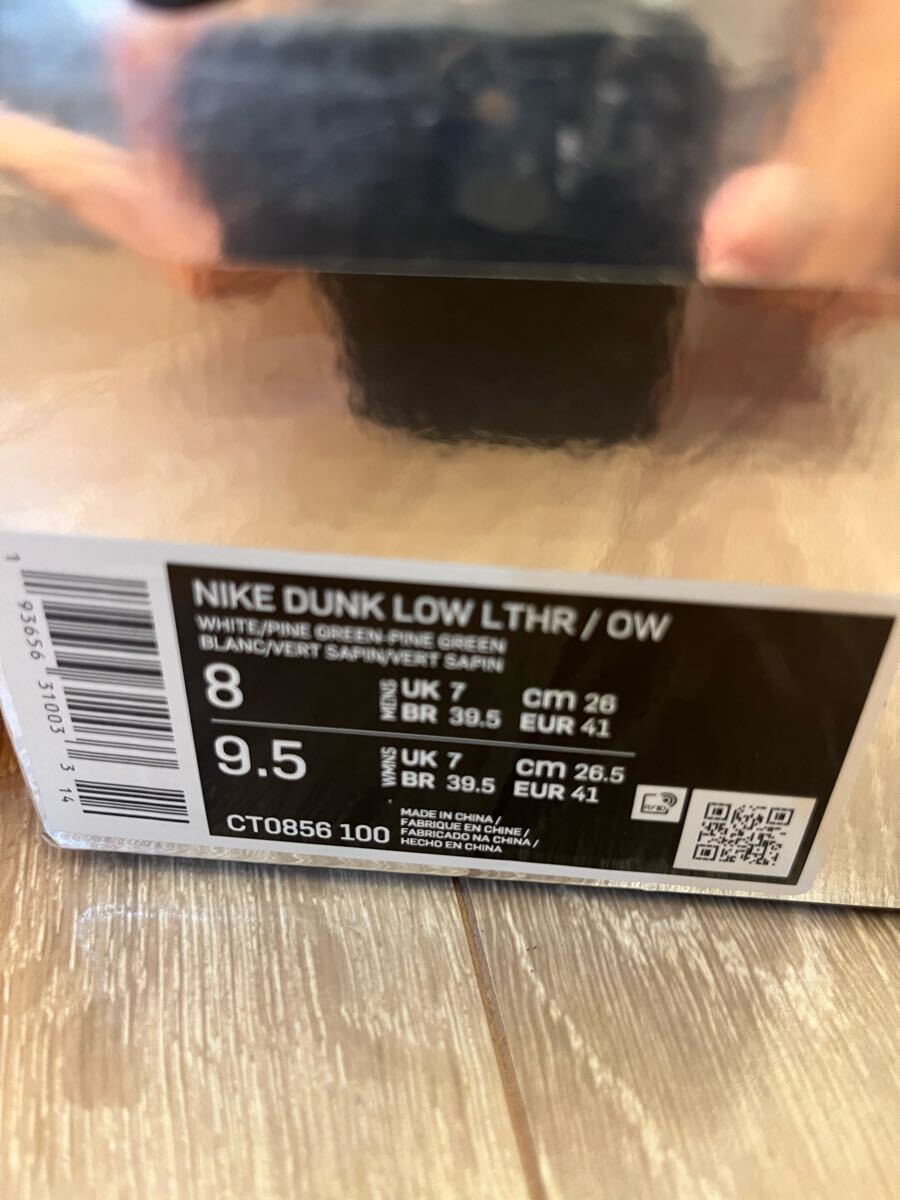 NIKE DUNK LOW LTHR / OW
WHITE/PINE GREEN-PINE GREEN
BLANC/VERT SAPIN/VERT SAPIN
8
MENS
UK 7
cm 26
BR 39.5
EUR 41
9.5
WMNS
UK 7
cm 26.5
BR 39.5
EUR 41
CT0856 100
MADE IN CHINA /
FABRIQUE EN CHINE /
FABRICADO NA CHINA /
HECHO EN CHINA
RFID
1 93656 31003 3 14